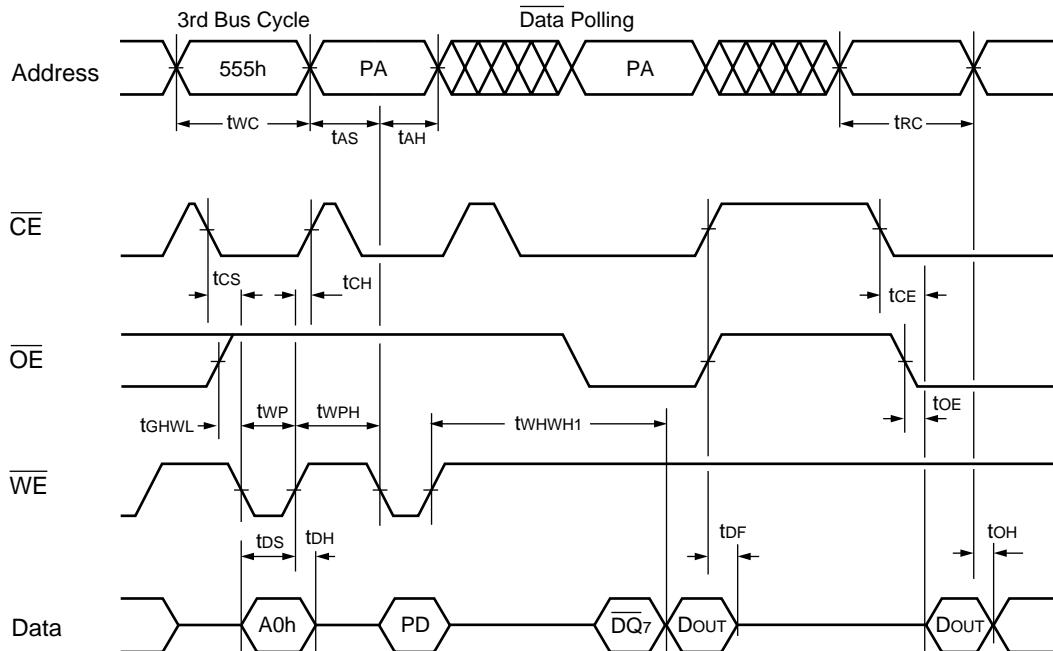 3rd Bus Cycle Data Polling
Address 555h PA PA
tWC tAS tAH tRC
CE
tCS tCH tCE
OE
tGHWL tWP tWPH tWHWH1 tOE
WE
tDS tDH tDF tOH
Data A0h PD DQ7 DOUT DOUT